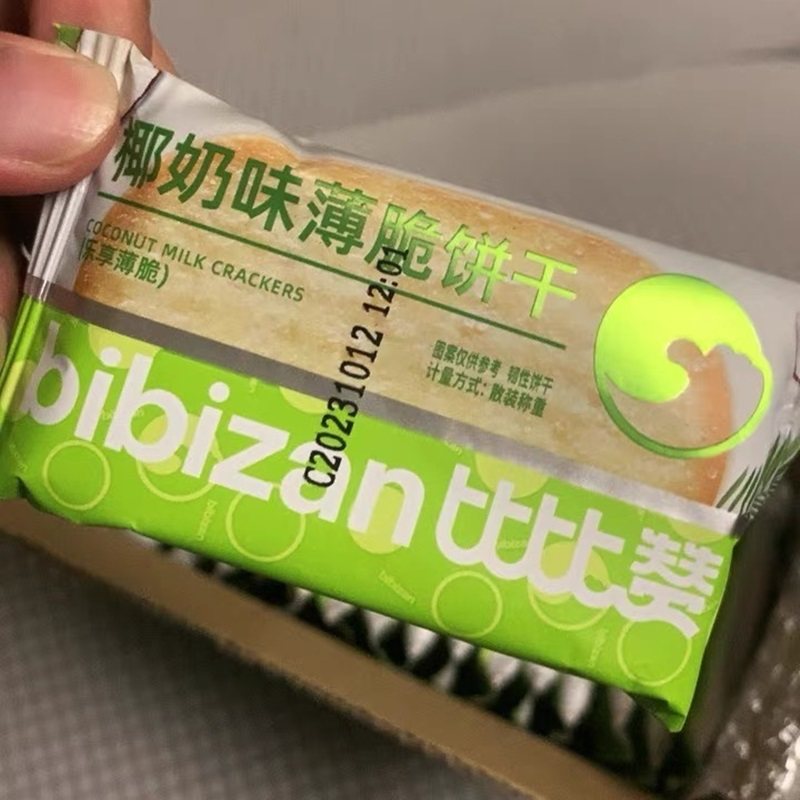 椰奶味薄脆饼干
COCONUT MILK CRACKERS
(乐享薄脆)
图案仅供参考 韧性饼干
计量方式：散装称量
C20231012 12:01
bibizan 比比赞
bibizan